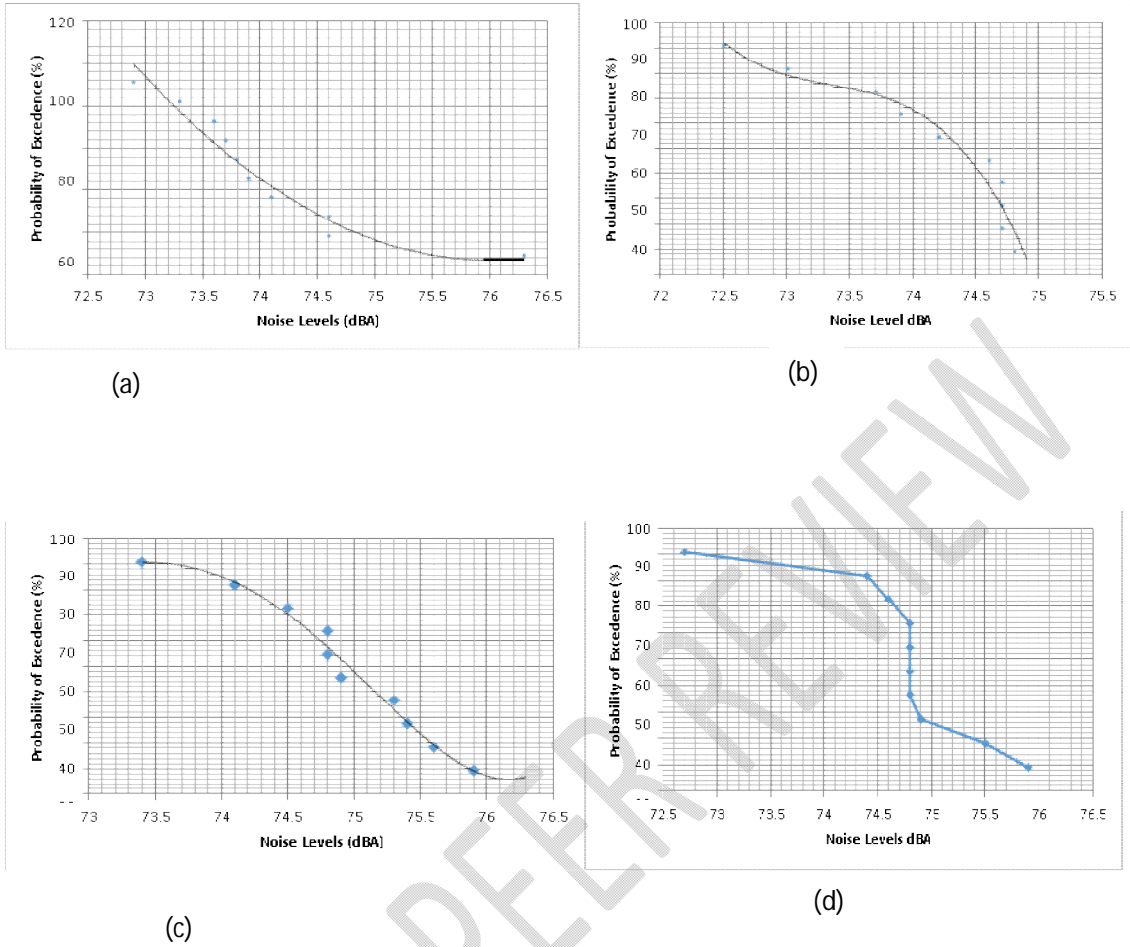 120
100
80
60
Probability of Excedence (%)
72.5 73 73.5 74 74.5 75 75.5 76 76.5
Noise Levels (dBA)
(a)
100
90
80
70
60
50
40
Probability of Excedence (%)
72 72.5 73 73.5 74 74.5 75 75.5
Noise Level dBA
(b)
100
90
80
70
60
50
40
Probability of Excedence (%)
73 73.5 74 74.5 75 75.5 76 76.5
Noise Levels (dBA)
(c)
100
90
80
70
60
50
40
Probability of Excedence (%)
72.5 73 73.5 74 74.5 75 75.5 76 76.5
Noise Levels dBA
(d)
PEER REVIEW